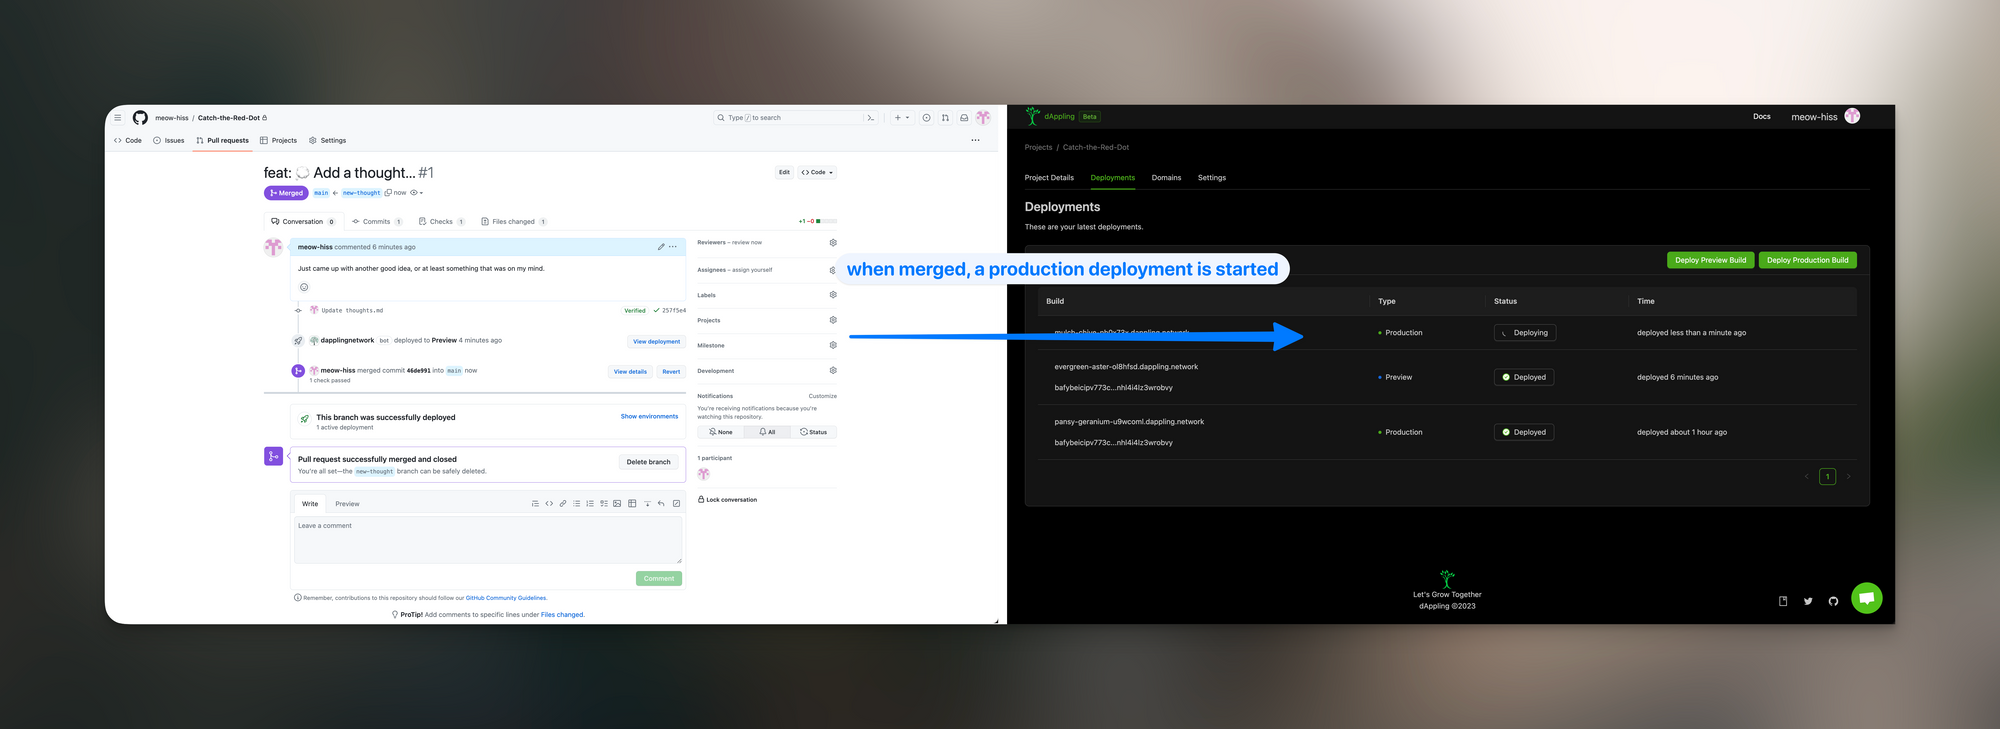 meow-hiss / Catch-the-Red-Dot
Type / to search
Code
Issues
Pull requests
Projects
Settings
feat: 💭 Add a thought... #1
Edit
<> Code
Merged
main ← new-thought now
Conversation 0
Commits 1
Checks 1
Files changed 1
+1 −0
meow-hiss commented 6 minutes ago
Just came up with another good idea, or at least something that was on my mind.
Update thoughts.md
Verified
257f5e4
dapplingnetwork bot deployed to Preview 4 minutes ago
View deployment
meow-hiss merged commit 46de991 into main now
1 check passed
View details
Revert
This branch was successfully deployed
1 active deployment
Show environments
Pull request successfully merged and closed
You're all set—the new-thought branch can be safely deleted.
Delete branch
Write
Preview
Leave a comment
Comment
Remember, contributions to this repository should follow our GitHub Community Guidelines.
ProTip! Add comments to specific lines under Files changed.
Reviewers – review now
Assignees – assign yourself
Labels
Projects
Milestone
Development
Notifications
Customize
You're receiving notifications because you're
watching this repository.
None
All
Status
1 participant
Lock conversation
when merged, a production deployment is started
dAppling Beta
Docs
meow-hiss
Projects / Catch-the-Red-Dot
Project Details
Deployments
Domains
Settings
Deployments
These are your latest deployments.
Deploy Preview Build
Deploy Production Build
Build
Type
Status
Time
Production
Deploying
deployed less than a minute ago
evergreen-aster-ol8hfsd.dappling.network
bafybeicipv773c...nhl4i4lz3wrobvy
Preview
Deployed
deployed 6 minutes ago
pansy-geranium-u9wcoml.dappling.network
bafybeicipv773c...nhl4i4lz3wrobvy
Production
Deployed
deployed about 1 hour ago
1
Let's Grow Together
dAppling ©2023